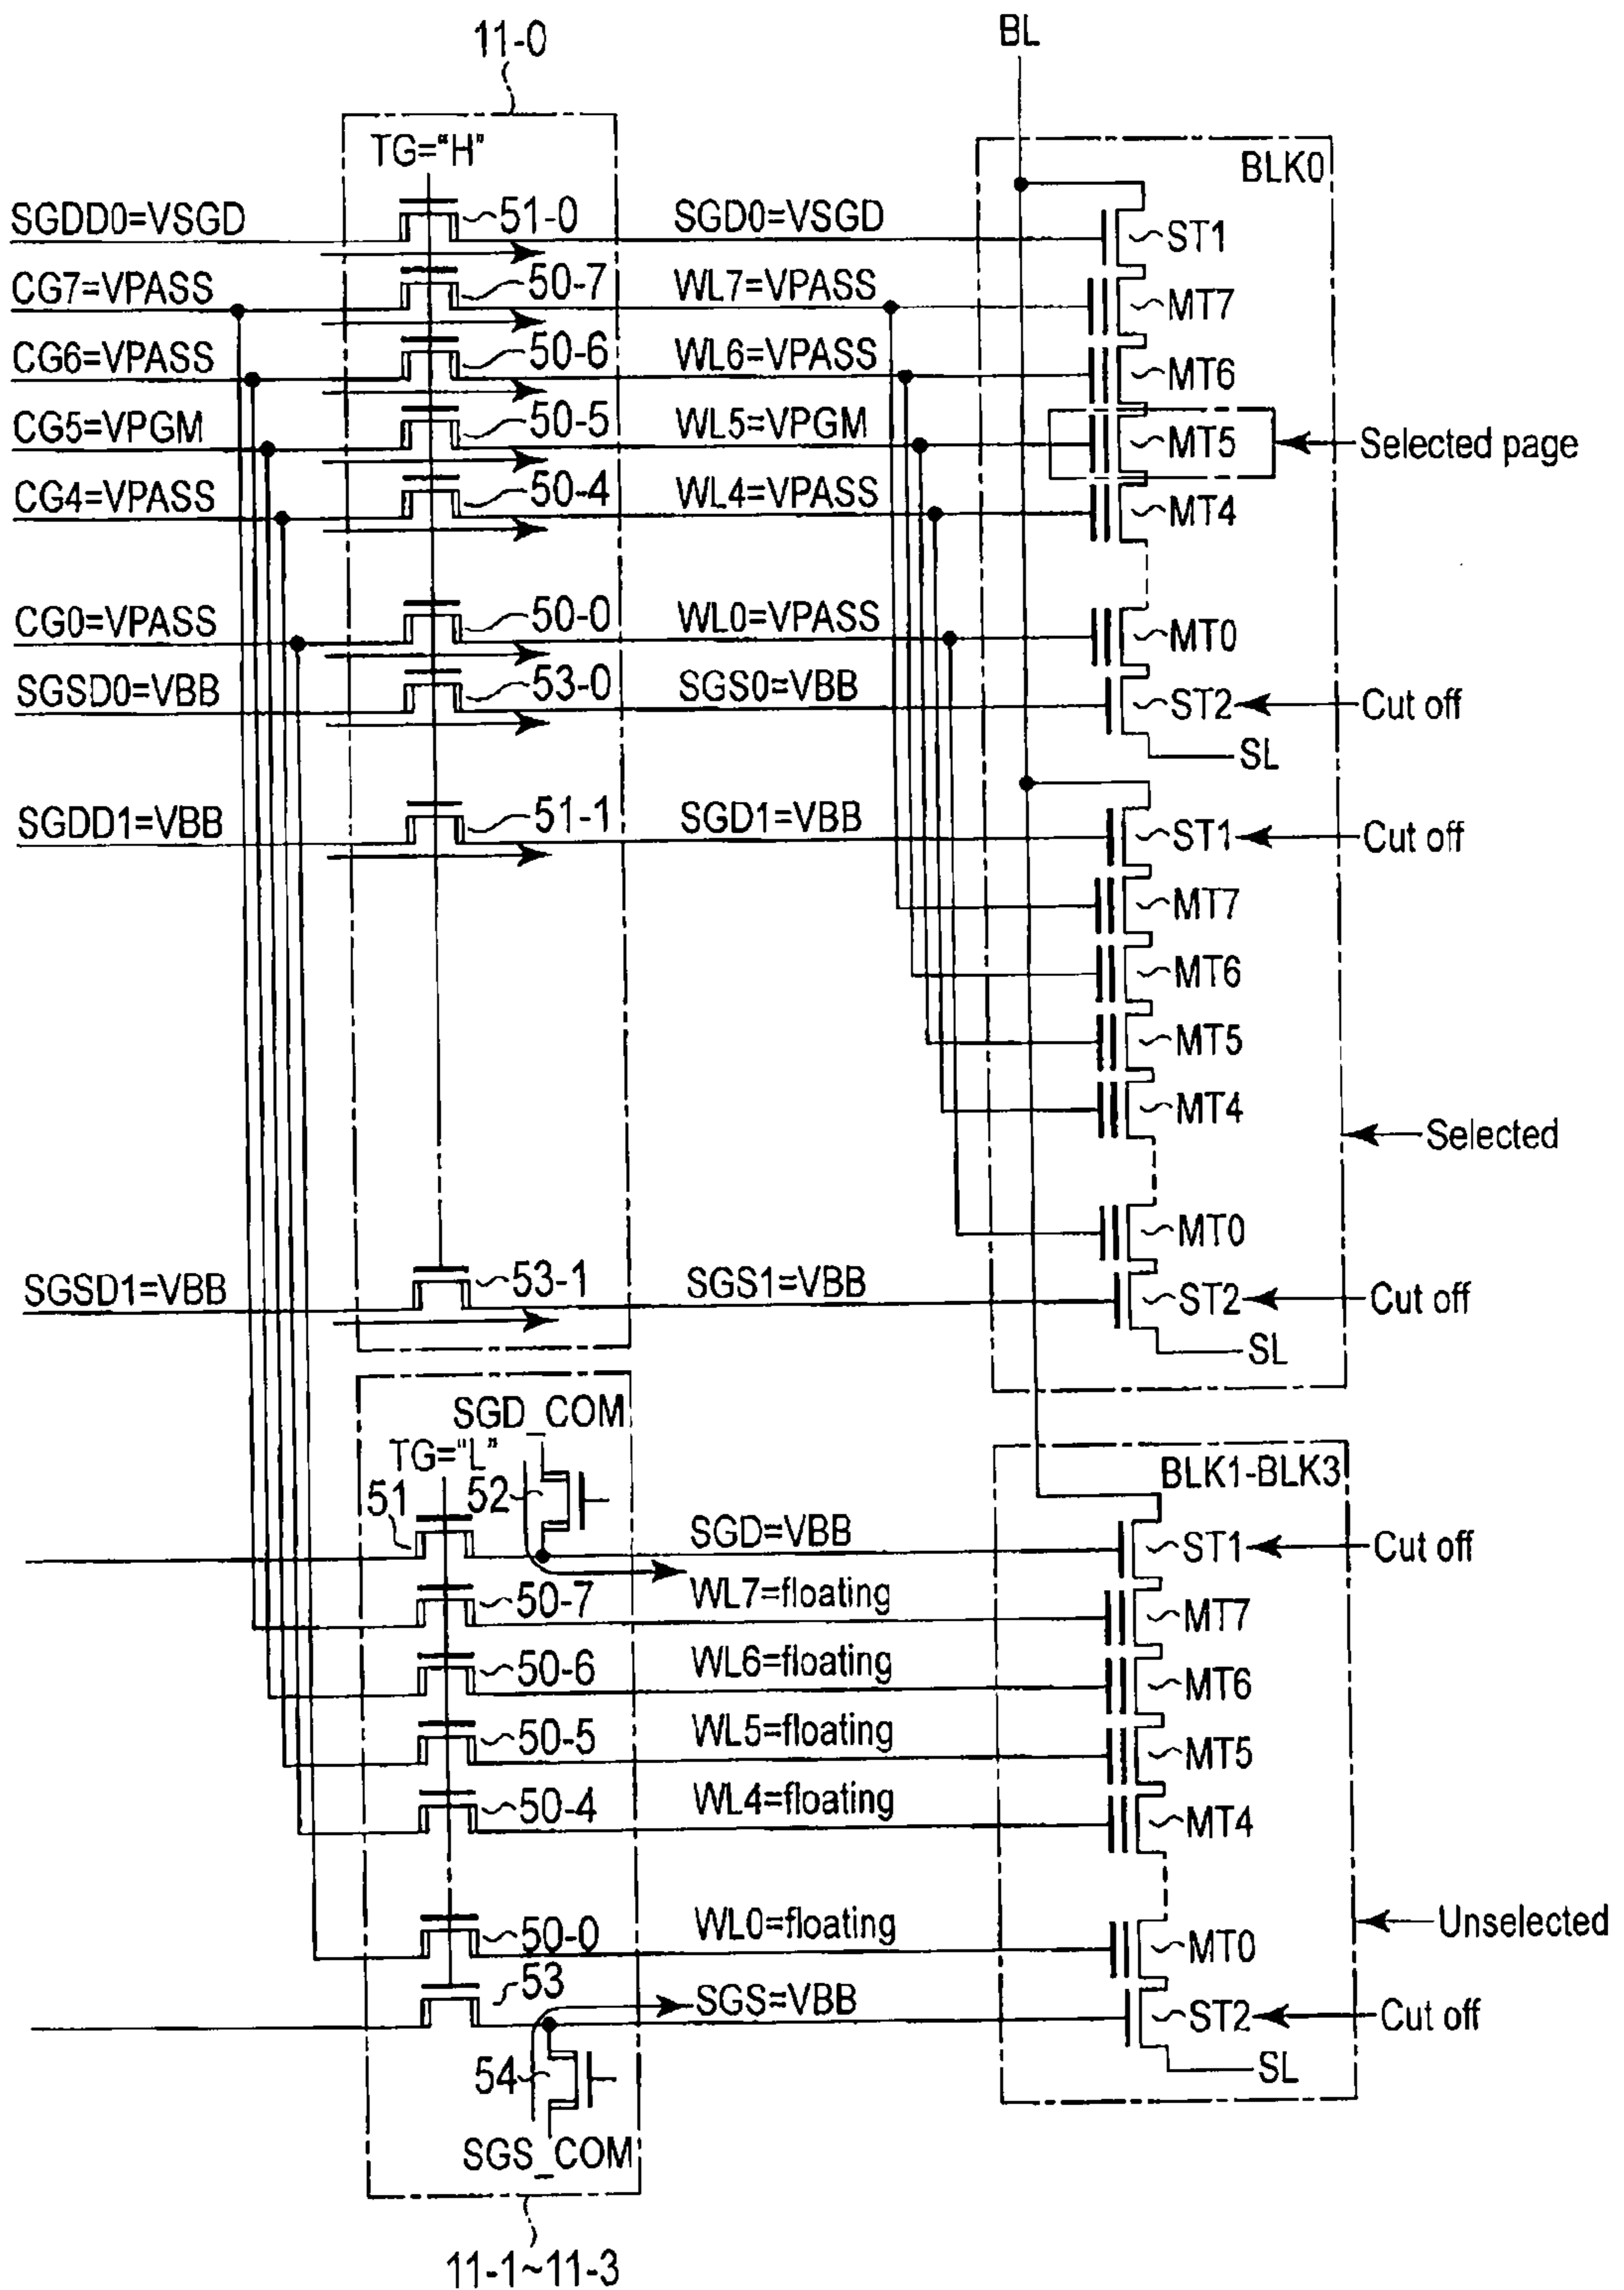 11-0
BL
TG="H"
BLK0
SGDD0=VSGD
51-0
SGD0=VSGD
ST1
CG7=VPASS
50-7
WL7=VPASS
MT7
CG6=VPASS
50-6
WL6=VPASS
MT6
CG5=VPGM
50-5
WL5=VPGM
MT5
Selected page
CG4=VPASS
50-4
WL4=VPASS
MT4
CG0=VPASS
50-0
WL0=VPASS
MT0
SGSD0=VBB
53-0
SGS0=VBB
ST2
Cut off
SL
SGDD1=VBB
51-1
SGD1=VBB
ST1
Cut off
MT7
MT6
MT5
MT4
Selected
MT0
SGSD1=VBB
53-1
SGS1=VBB
ST2
Cut off
SL
SGD_COM
TG="L"
BLK1-BLK3
51
52
SGD=VBB
ST1
Cut off
50-7
WL7=floating
MT7
50-6
WL6=floating
MT6
50-5
WL5=floating
MT5
50-4
WL4=floating
MT4
50-0
WL0=floating
MT0
Unselected
53
SGS=VBB
ST2
Cut off
54
SL
SGS_COM
11-1~11-3